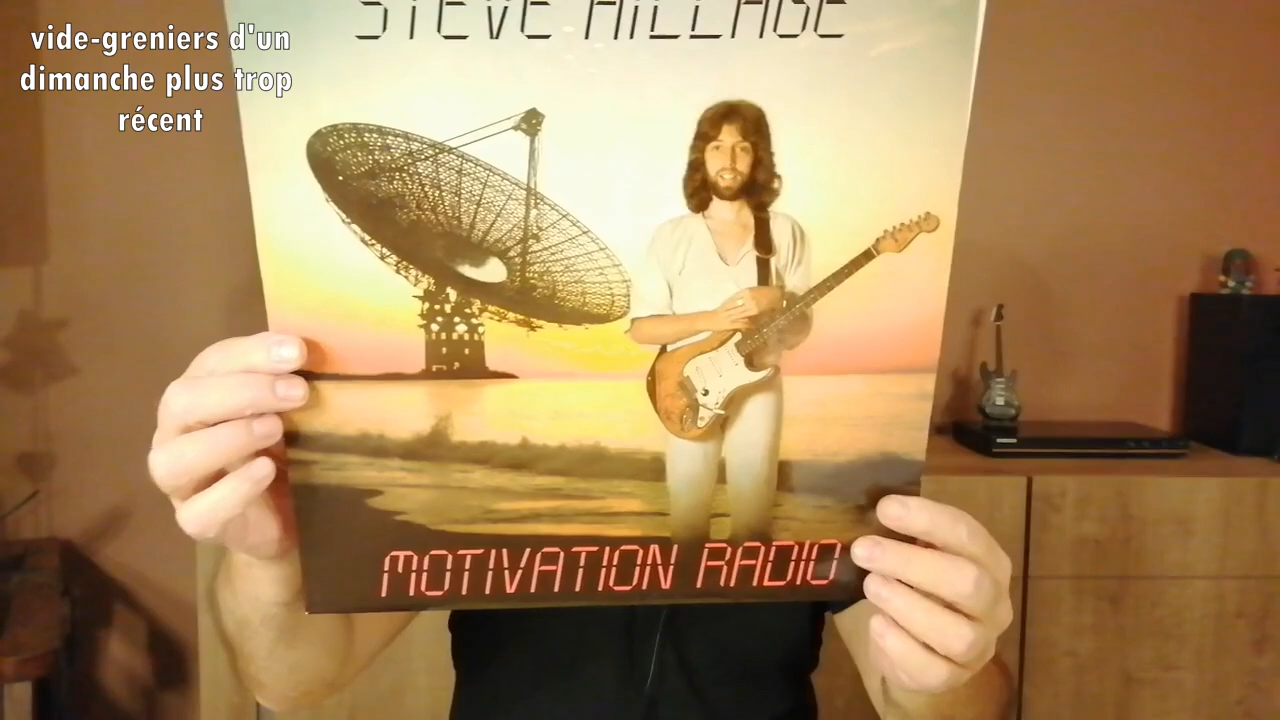 vide-greniers d'un
dimanche plus trop
récent
STEVE HILLAGE
MOTIVATION RADIO